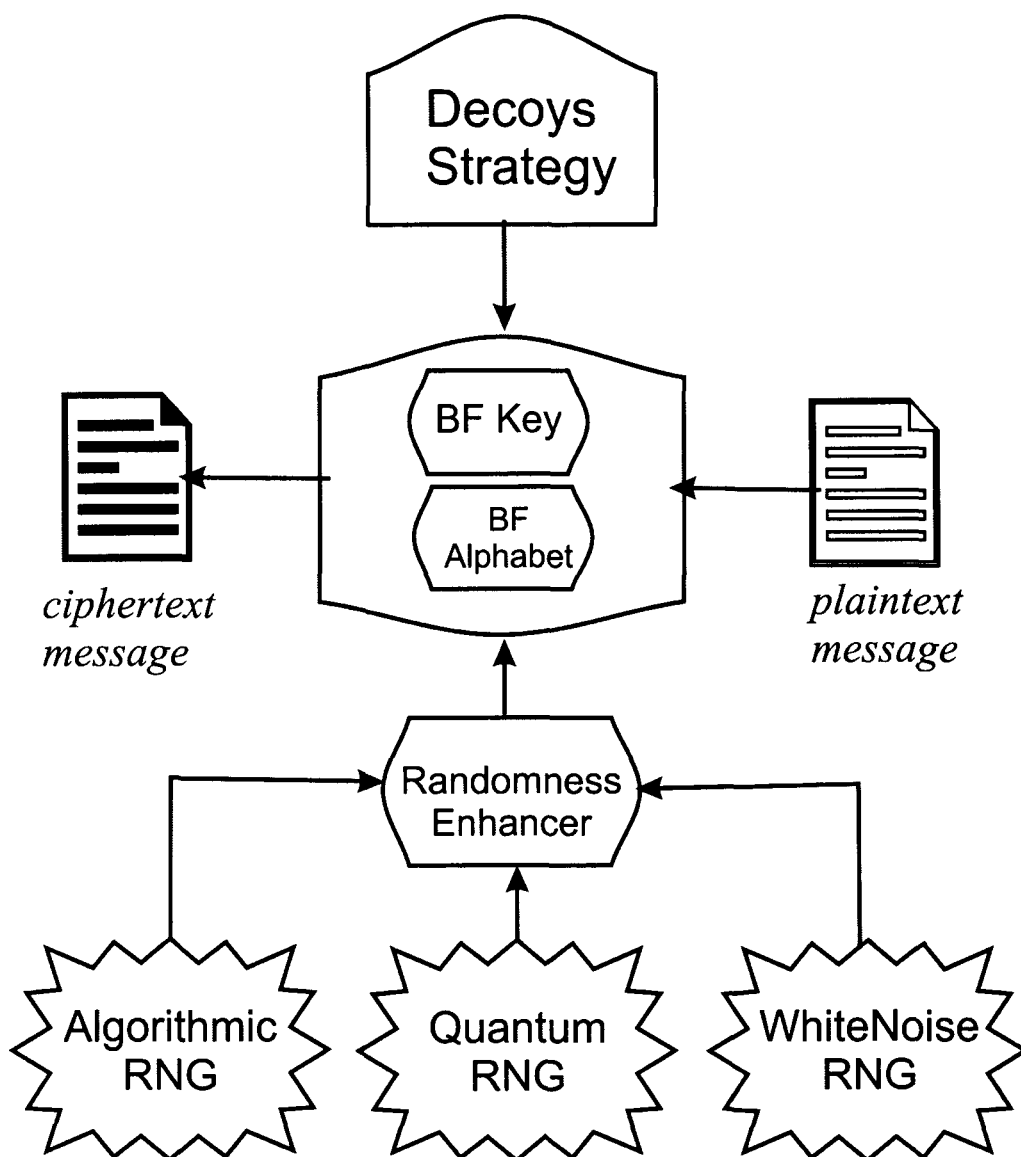 Decoys
Strategy
BF Key
BF
Alphabet
ciphertext
message
plaintext
message
Randomness
Enhancer
Algorithmic
RNG
Quantum
RNG
WhiteNoise
RNG